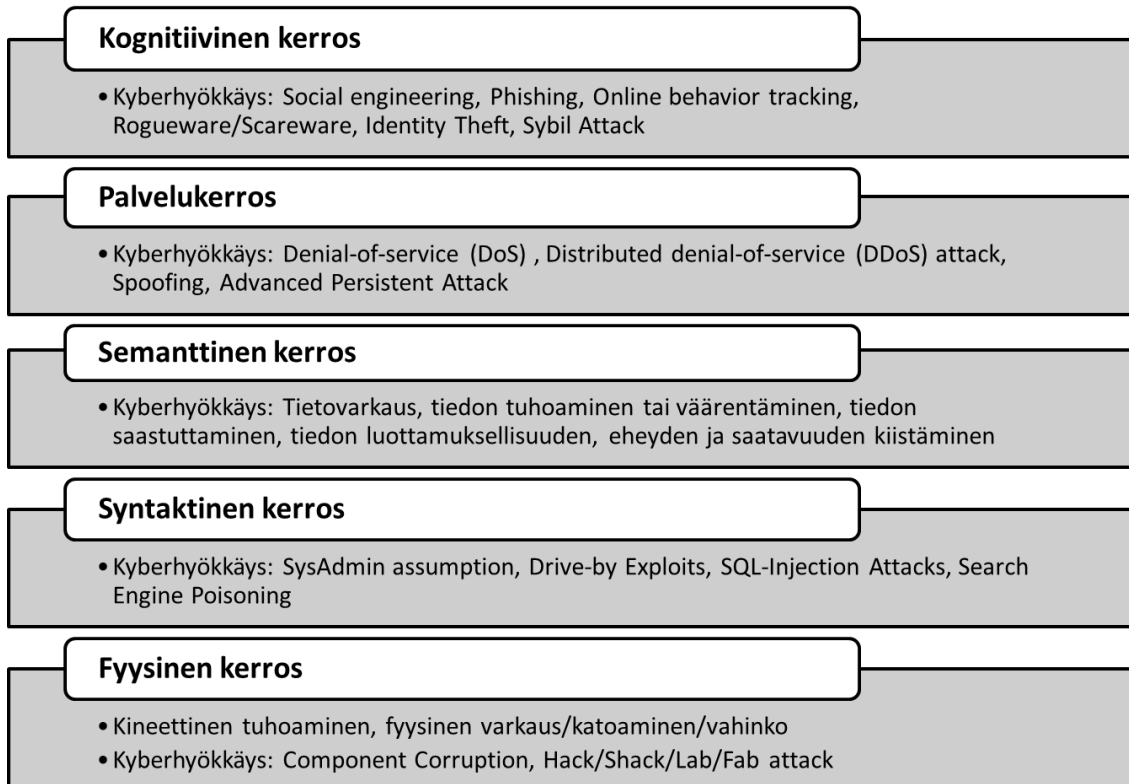 Kognitiivinen kerros
• Kyberhyökkäys: Social engineering, Phishing, Online behavior tracking,
Rogueware/Scareware, Identity Theft, Sybil Attack
Palvelukerros
• Kyberhyökkäys: Denial-of-service (DoS) , Distributed denial-of-service (DDoS) attack,
Spoofing, Advanced Persistent Attack
Semanttinen kerros
• Kyberhyökkäys: Tietovarkaus, tiedon tuhoaminen tai väärentäminen, tiedon
saastuttaminen, tiedon luottamuksellisuuden, eheyden ja saatavuuden kiistäminen
Syntaktinen kerros
• Kyberhyökkäys: SysAdmin assumption, Drive-by Exploits, SQL-Injection Attacks, Search
Engine Poisoning
Fyysinen kerros
• Kineettinen tuhoaminen, fyysinen varkaus/katoaminen/vahinko
• Kyberhyökkäys: Component Corruption, Hack/Shack/Lab/Fab attack